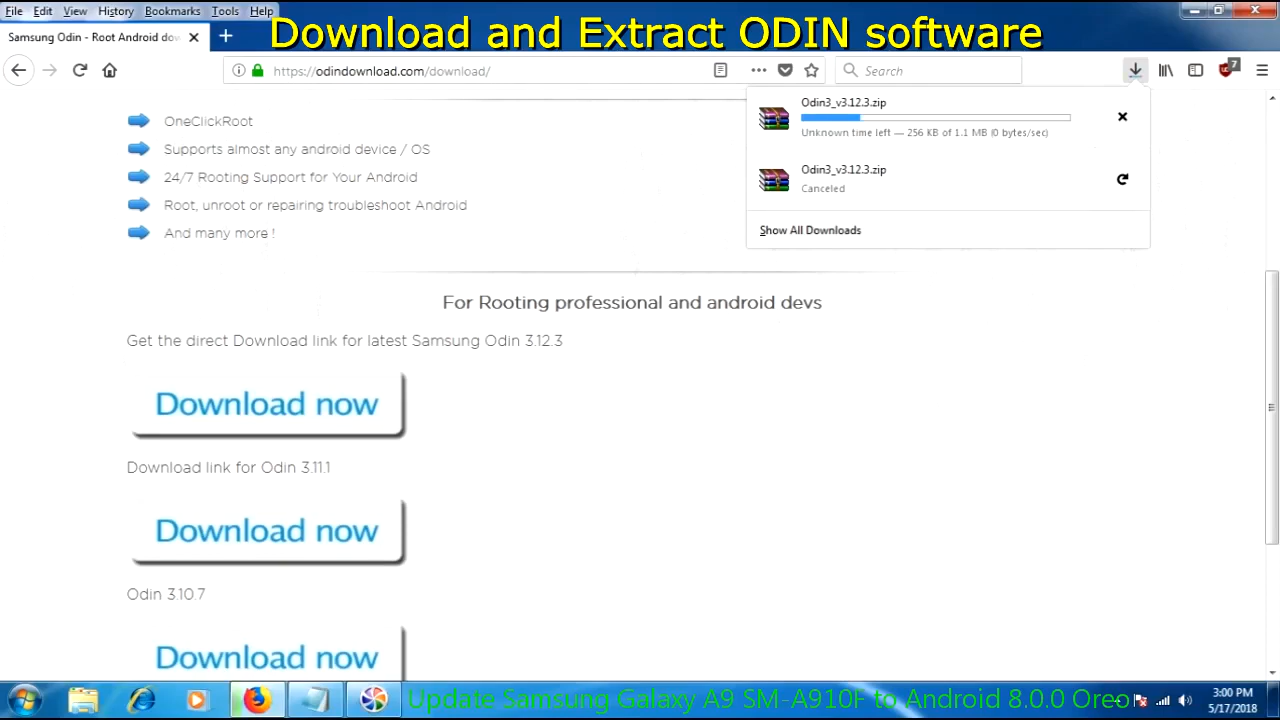 File Edit View History Bookmarks Tools Help
Download and Extract ODIN software
Samsung Odin - Root Android dov
https://odindownload.com/download/
Search
7
Odin3_v3.12.3.zip
Unknown time left — 256 KB of 1.1 MB (0 bytes/sec)
Odin3_v3.12.3.zip
Canceled
Show All Downloads
OneClickRoot
Supports almost any android device / OS
24/7 Rooting Support for Your Android
Root, unroot or repairing troubleshoot Android
And many more !
For Rooting professional and android devs
Get the direct Download link for latest Samsung Odin 3.12.3
Download now
Download link for Odin 3.11.1
Download now
Odin 3.10.7
Download now
Update Samsung Galaxy A9 SM-A910F to Android 8.0.0 Oreo
3:00 PM
5/17/2018